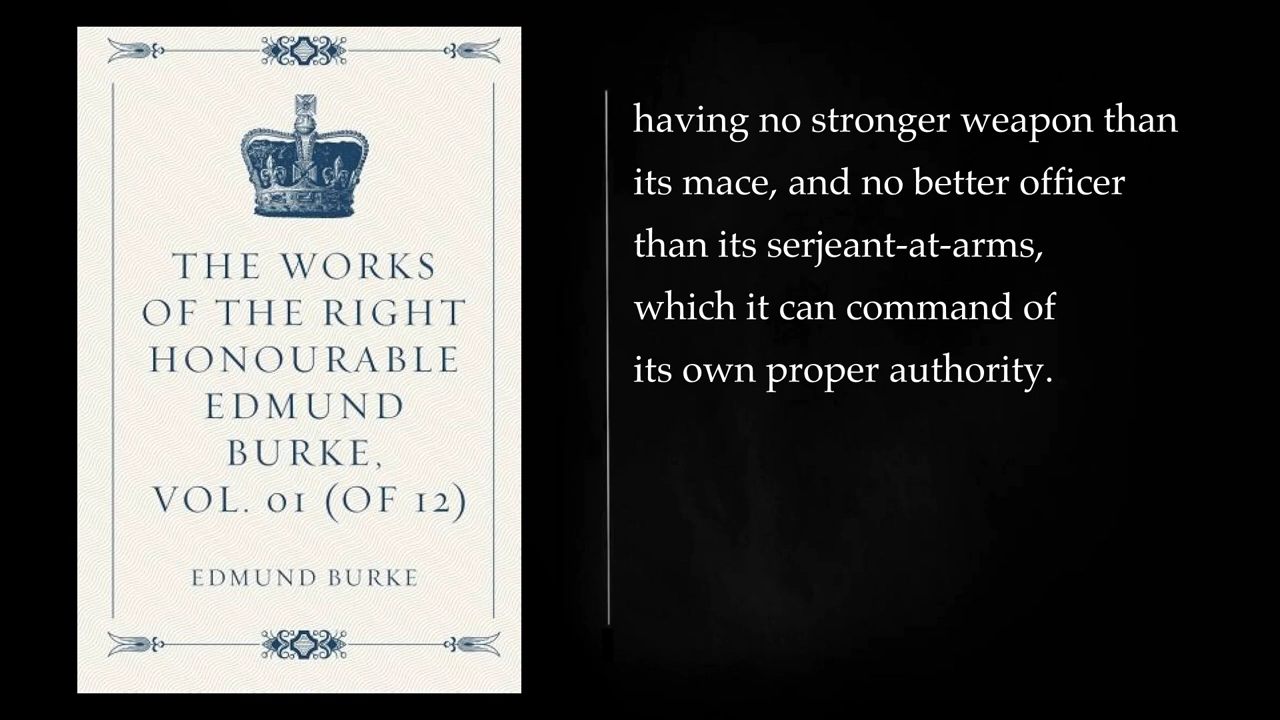 THE WORKS
OF THE RIGHT
HONOURABLE
EDMUND
BURKE,
VOL. 01 (OF 12)
EDMUND BURKE
having no stronger weapon than
its mace, and no better officer
than its serjeant-at-arms,
which it can command of
its own proper authority.